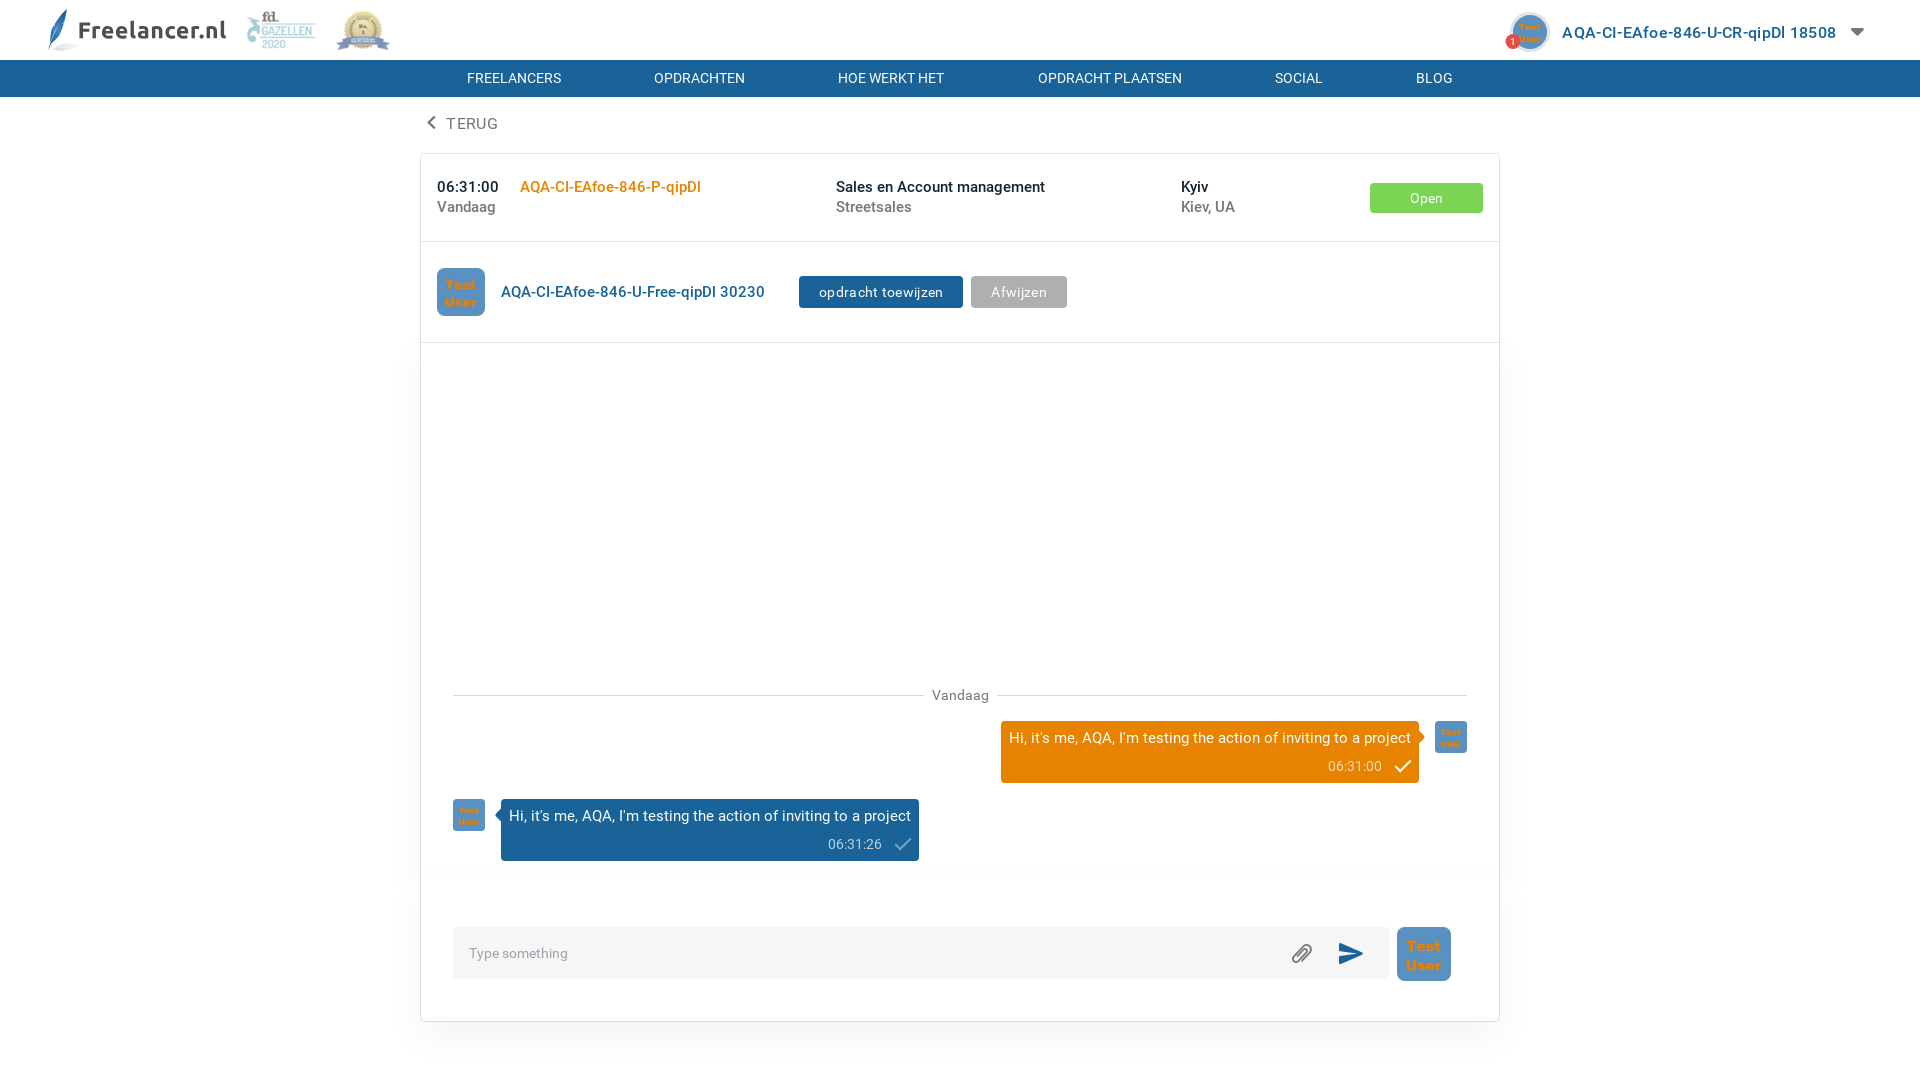 Freelancer.nl
fd.
GAZELLEN
2020
1
Test
User
AQA-CI-EAfoe-846-U-CR-qipDl 18508
FREELANCERS
OPDRACHTEN
HOE WERKT HET
OPDRACHT PLAATSEN
SOCIAL
BLOG
TERUG
06:31:00
AQA-CI-EAfoe-846-P-qipDl
Sales en Account management
Kyiv
Vandaag
Streetsales
Kiev, UA
Open
Test
User
AQA-CI-EAfoe-846-U-Free-qipDl 30230
opdracht toewijzen
Afwijzen
Vandaag
Hi, it's me, AQA, I'm testing the action of inviting to a project
06:31:00
Test
User
Test
User
Hi, it's me, AQA, I'm testing the action of inviting to a project
06:31:26
Type something
Test
User